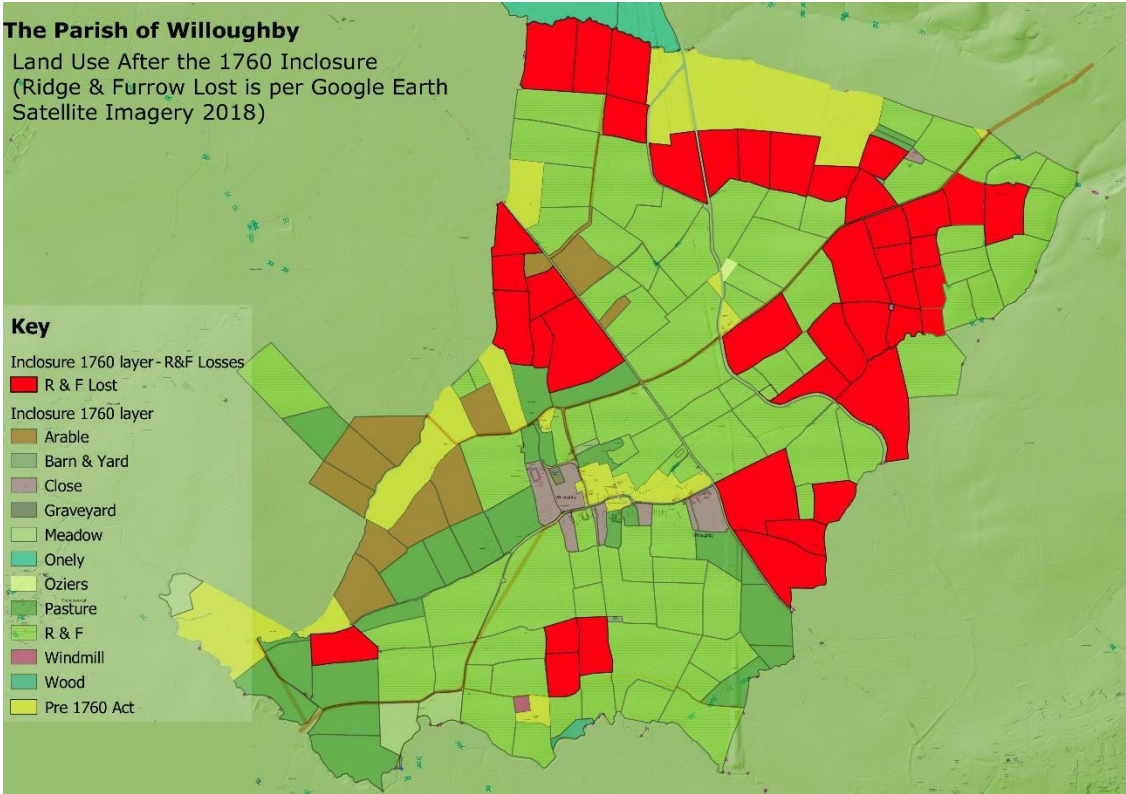 The Parish of Willoughby
Land Use After the 1760 Inclosure
(Ridge & Furrow Lost is per Google Earth
Satellite Imagery 2018)
Key
Inclosure 1760 layer - R&F Losses
R & F Lost
Inclosure 1760 layer
Arable
Barn & Yard
Close
Graveyard
Meadow
Onely
Oziers
Pasture
R & F
Windmill
Wood
Pre 1760 Act